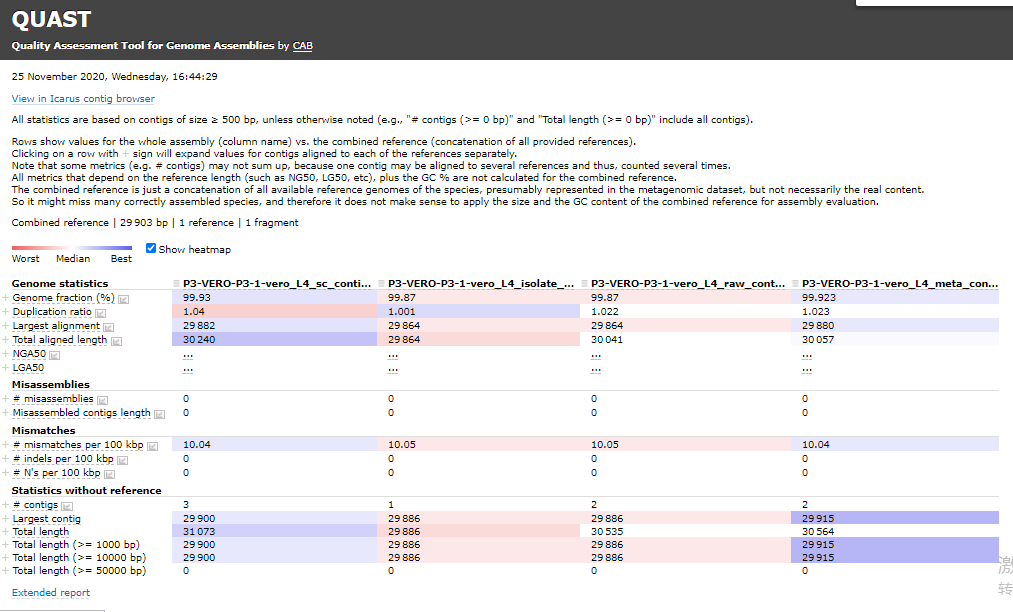 QUAST
Quality Assessment Tool for Genome Assemblies by CAB
25 November 2020, Wednesday, 16:44:29
View in Icarus contig browser
All statistics are based on contigs of size ≥ 500 bp, unless otherwise noted (e.g., "# contigs (>= 0 bp)" and "Total length (>= 0 bp)" include all contigs).
Rows show values for the whole assembly (column name) vs. the combined reference (concatenation of all provided references).
Clicking on a row with + sign will expand values for contigs aligned to each of the references separately.
Note that some metrics (e.g. # contigs) may not sum up, because one contig may be aligned to several references and thus, counted several times.
All metrics that depend on the reference length (such as NG50, LG50, etc), plus the GC % are not calculated for the combined reference.
The combined reference is just a concatenation of all available reference genomes of the species, presumably represented in the metagenomic dataset, but not necessarily the real content.
So it might miss many correctly assembled species, and therefore it does not make sense to apply the size and the GC content of the combined reference for assembly evaluation.
Combined reference | 29 903 bp | 1 reference | 1 fragment
Worst Median Best Show heatmap
Genome statistics P3-VERO-P3-1-vero_L4_sc_conti... P3-VERO-P3-1-vero_L4_isolate_... P3-VERO-P3-1-vero_L4_raw_cont... P3-VERO-P3-1-vero_L4_meta_con...
+ Genome fraction (%) 99.93 99.87 99.87 99.923
+ Duplication ratio 1.04 1.001 1.022 1.023
+ Largest alignment 29 882 29 864 29 864 29 880
+ Total aligned length 30 240 29 864 30 041 30 057
+ NGA50 ... ... ... ...
+ LGA50 ... ... ... ...
Misassemblies
+ # misassemblies 0 0 0 0
+ Misassembled contigs length 0 0 0 0
Mismatches
+ # mismatches per 100 kbp 10.04 10.05 10.05 10.04
+ # indels per 100 kbp 0 0 0 0
+ # N's per 100 kbp 0 0 0 0
Statistics without reference
+ # contigs 3 1 2 2
+ Largest contig 29 900 29 886 29 886 29 915
+ Total length 31 073 29 886 30 535 30 564
+ Total length (>= 1000 bp) 29 900 29 886 29 886 29 915
+ Total length (>= 10000 bp) 29 900 29 886 29 886 29 915
+ Total length (>= 50000 bp) 0 0 0 0
Extended report
激
转